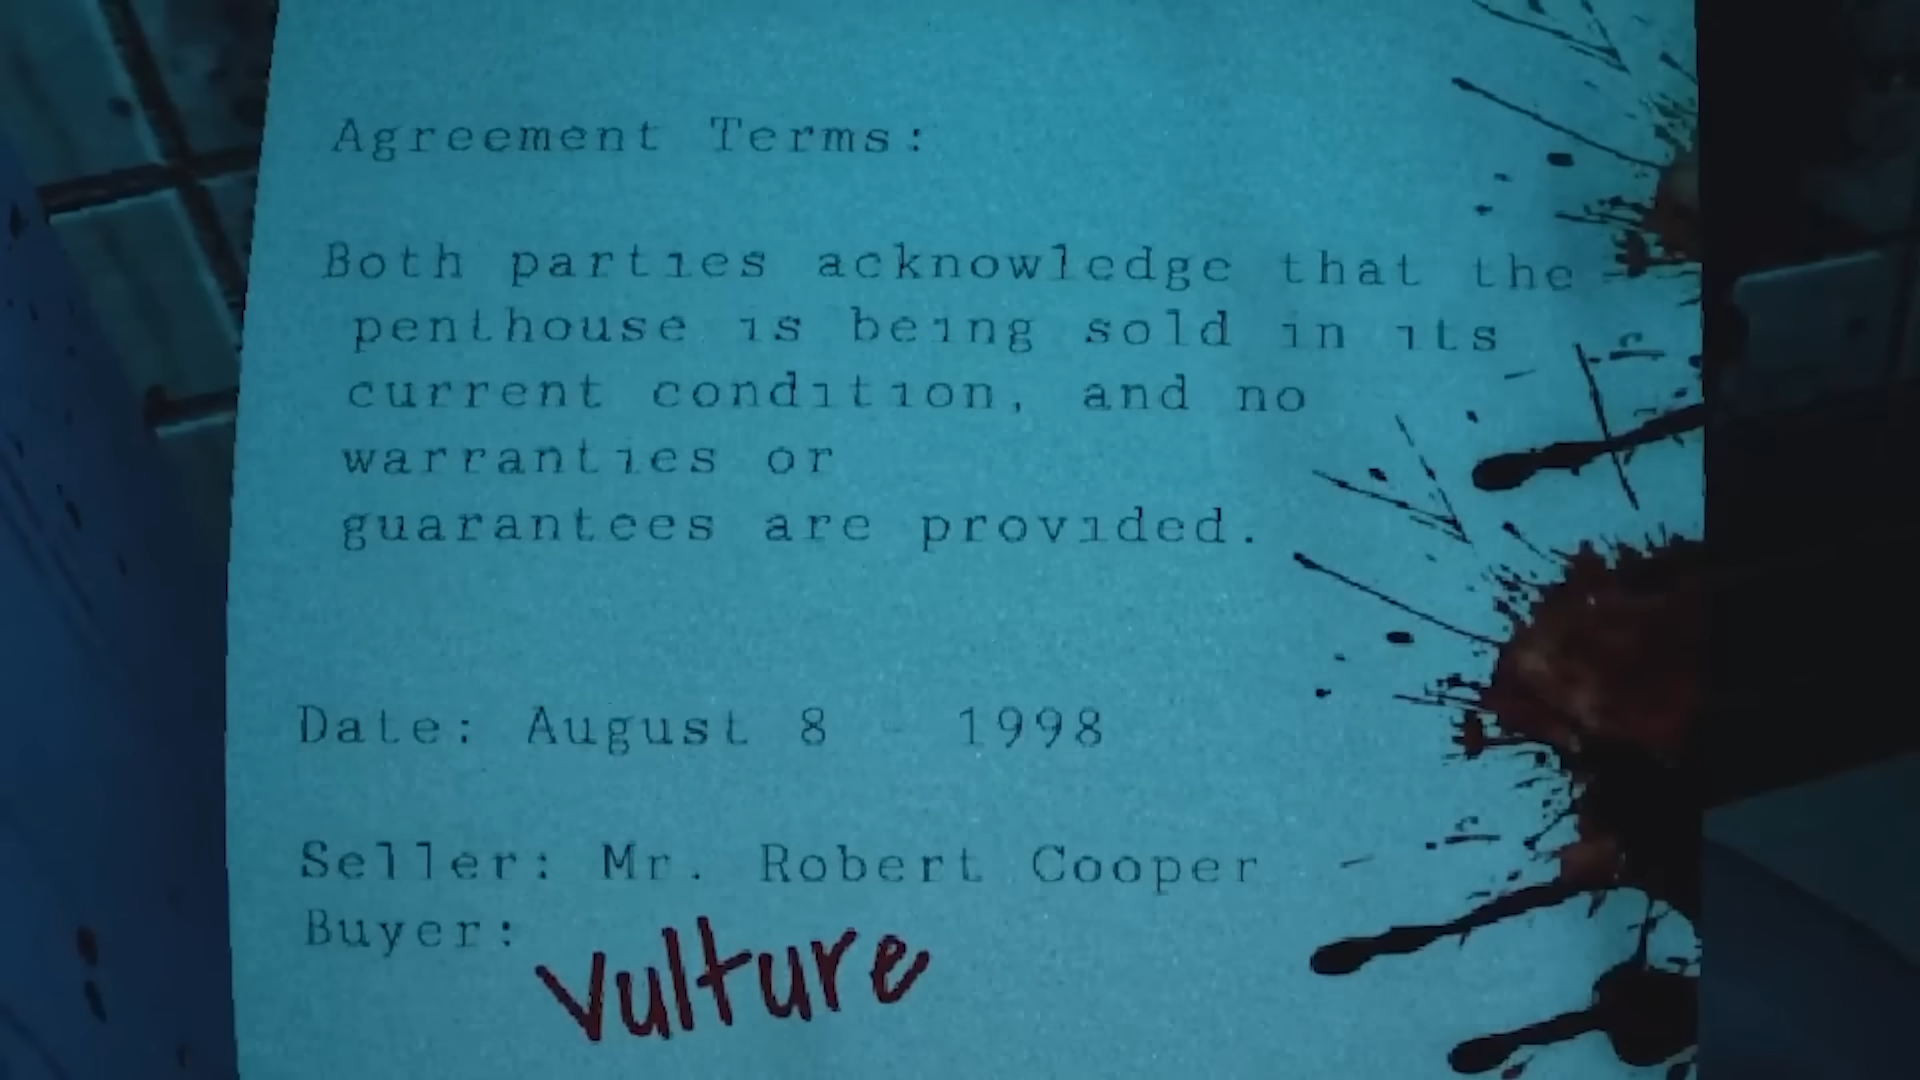 Agreement Terms:
Both parties acknowledge that the
penthouse is being sold in its
current condition, and no
warranties or
guarantees are provided.
Date: August 8 - 1998
Seller: Mr. Robert Cooper
Buyer: Vulture